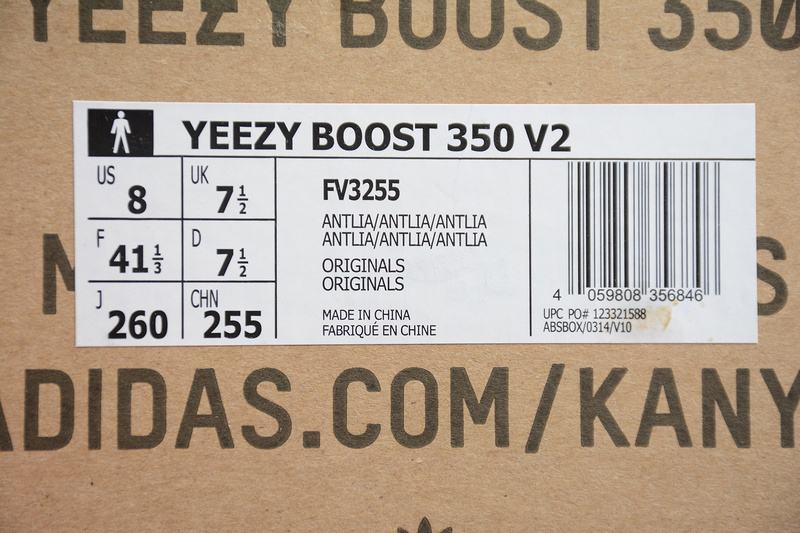 YEEZY BOOST 350
YEEZY BOOST 350 V2
US 8
UK 7 1/2
F 41 1/3
D 7 1/2
J 260
CHN 255
FV3255
ANTLIA/ANTLIA/ANTLIA
ANTLIA/ANTLIA/ANTLIA
ORIGINALS
ORIGINALS
MADE IN CHINA
FABRIQUÉ EN CHINE
4 059808 356846
UPC PO# 123321588
ABSBOX/0314/V10
M
S
ADIDAS.COM/KANY